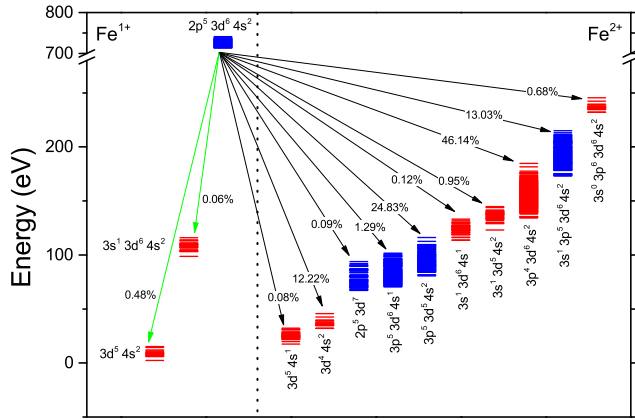 Fe¹⁺
2p⁵ 3d⁶ 4s²
Fe²⁺
800
700
200
100
0
Energy (eV)
0.68%
13.03%
46.14%
0.95%
0.12%
24.83%
1.29%
0.09%
12.22%
0.08%
0.06%
0.48%
3s¹ 3d⁶ 4s²
3d⁵ 4s²
3d⁵ 4s¹
3d⁴ 4s²
2p⁵ 3d⁷
3p⁵ 3d⁶ 4s¹
3p⁵ 3d⁵ 4s²
3s¹ 3d⁶ 4s¹
3s¹ 3d⁵ 4s²
3p⁴ 3d⁶ 4s²
3s¹ 3p⁵ 3d⁶ 4s²
3s⁰ 3p⁶ 3d⁶ 4s²